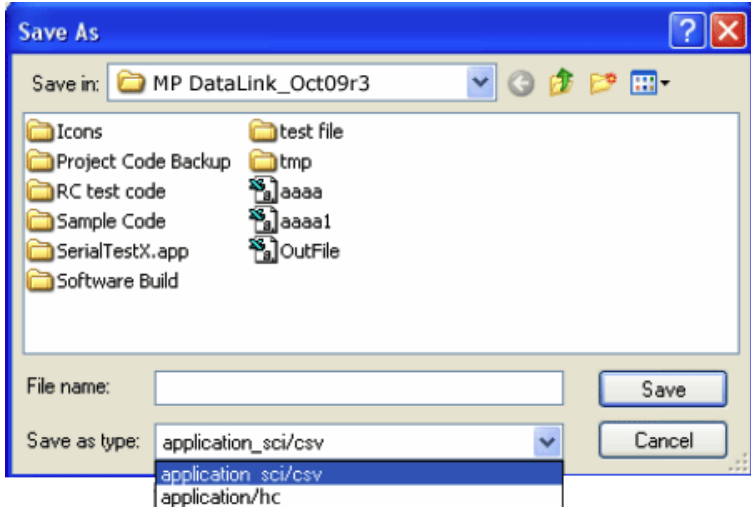 Save As
Save in: MP DataLink_Oct09r3
Icons
Project Code Backup
RC test code
Sample Code
SerialTestX.app
Software Build
test file
tmp
aaaa
aaaa1
OutFile
File name:
Save
Save as type: application_sci/csv
Cancel
application_sci/csv
application/hc